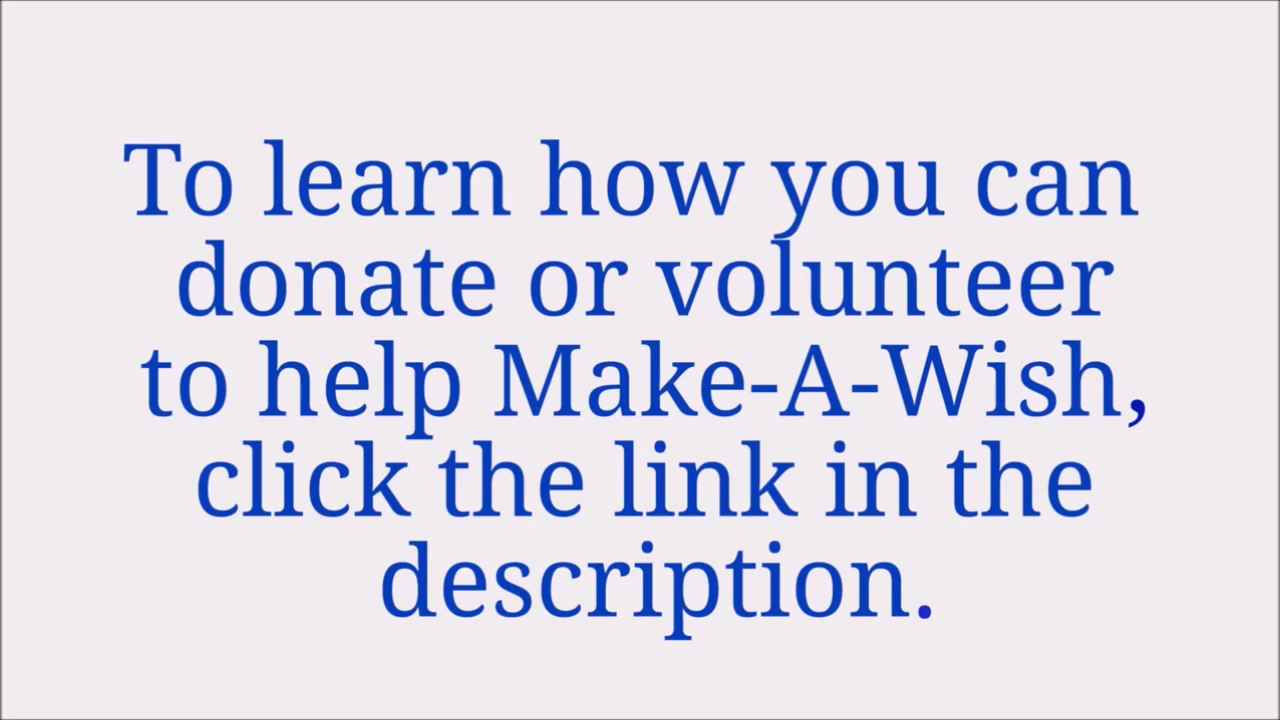 To learn how you can
donate or volunteer
to help Make-A-Wish,
click the link in the
description.